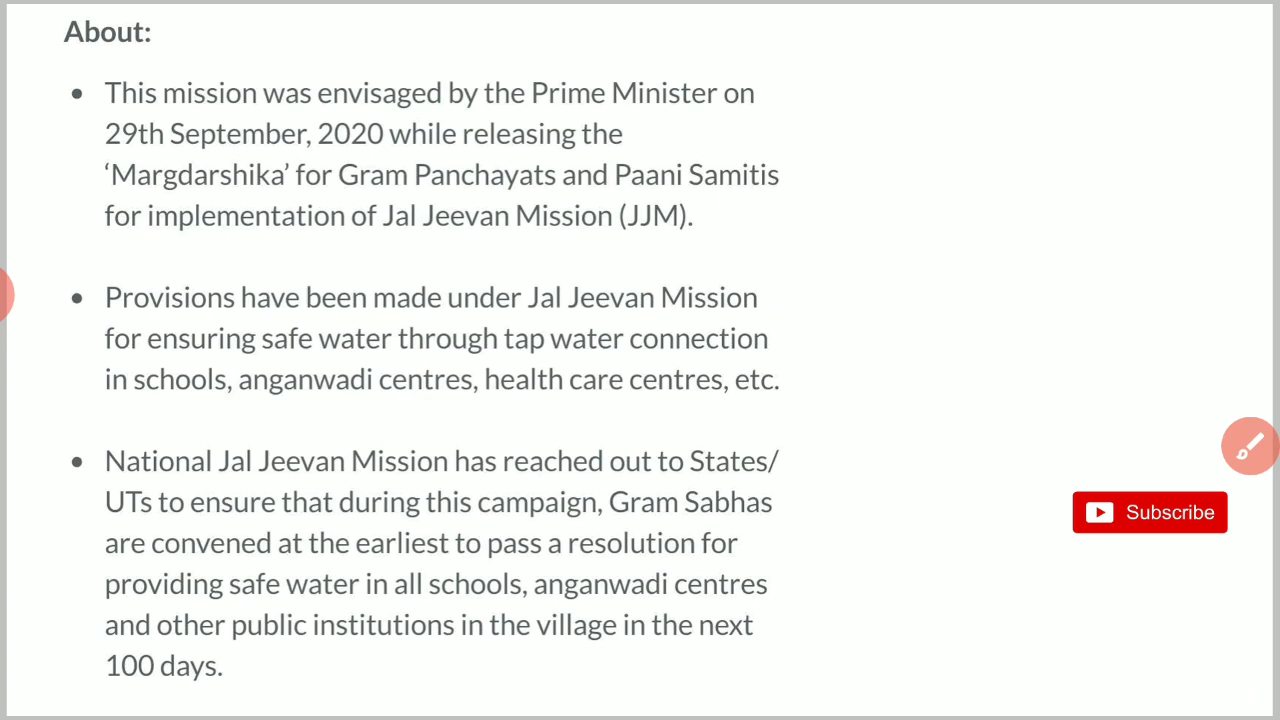 About:
• This mission was envisaged by the Prime Minister on
29th September, 2020 while releasing the
‘Margdarshika’ for Gram Panchayats and Paani Samitis
for implementation of Jal Jeevan Mission (JJM).
• Provisions have been made under Jal Jeevan Mission
for ensuring safe water through tap water connection
in schools, anganwadi centres, health care centres, etc.
• National Jal Jeevan Mission has reached out to States/
UTs to ensure that during this campaign, Gram Sabhas
are convened at the earliest to pass a resolution for
providing safe water in all schools, anganwadi centres
and other public institutions in the village in the next
100 days.
Subscribe